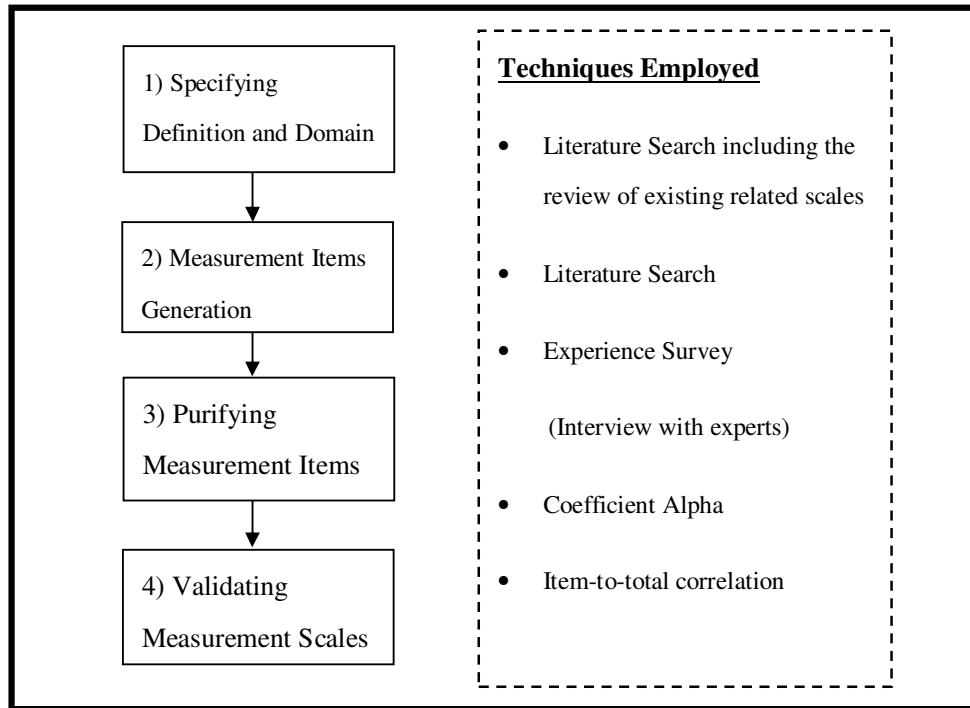 1) Specifying
Definition and Domain
2) Measurement Items
Generation
3) Purifying
Measurement Items
4) Validating
Measurement Scales
Techniques Employed
• Literature Search including the
review of existing related scales
• Literature Search
• Experience Survey
(Interview with experts)
• Coefficient Alpha
• Item-to-total correlation